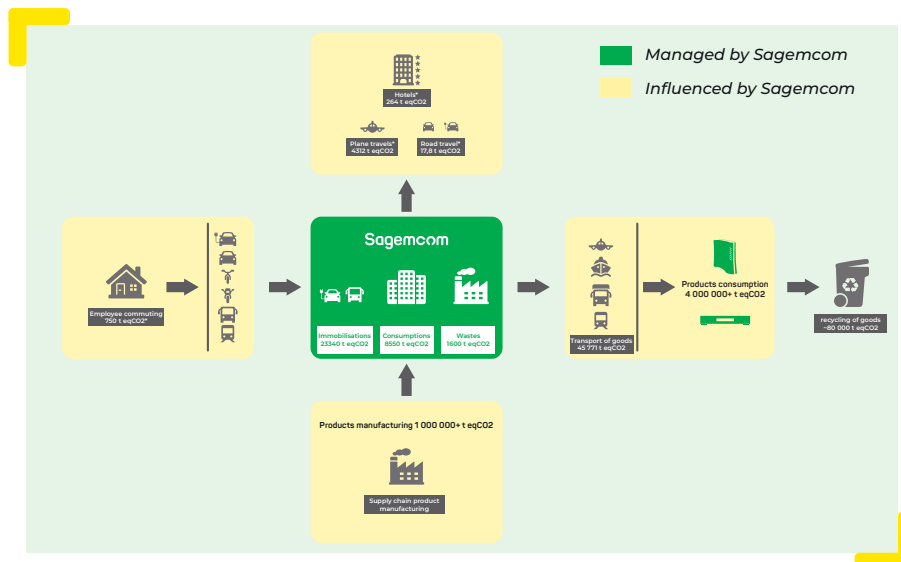 Managed by Sagemcom
Influenced by Sagemcom
Hotels*
264 t eqCO2
Plane travels*
4312 t eqCO2
Road travel*
17,8 t eqCO2
Employee commuting
750 t eqCO2*
Sagemcom
Immobilisations
23340 t eqCO2
Consumptions
8550 t eqCO2
Wastes
1600 t eqCO2
Transport of goods
45 771 t eqCO2
Products consumption
4 000 000+ t eqCO2
recycling of goods
~80 000 t eqCO2
Products manufacturing 1 000 000+ t eqCO2
Supply chain product
manufacturing